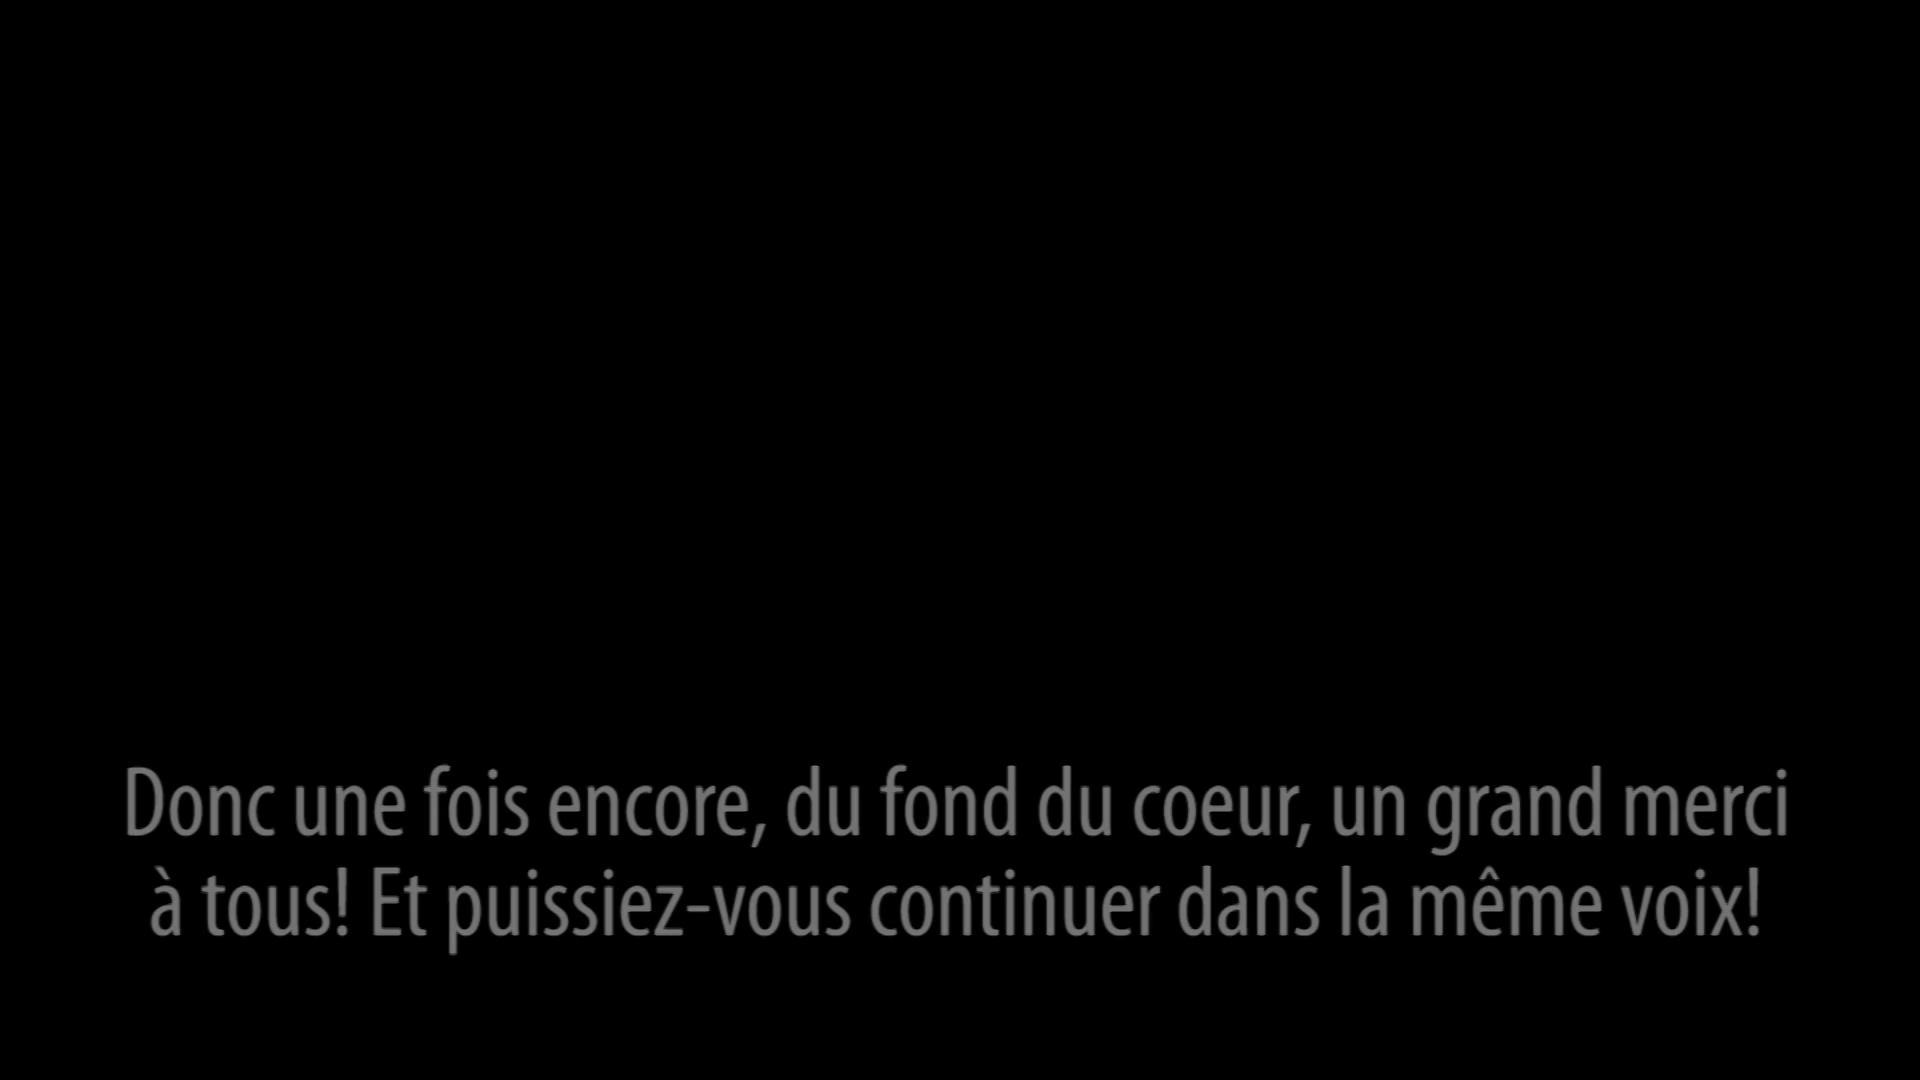 Donc une fois encore, du fond du coeur, un grand merci
à tous! Et puissiez-vous continuer dans la même voix!